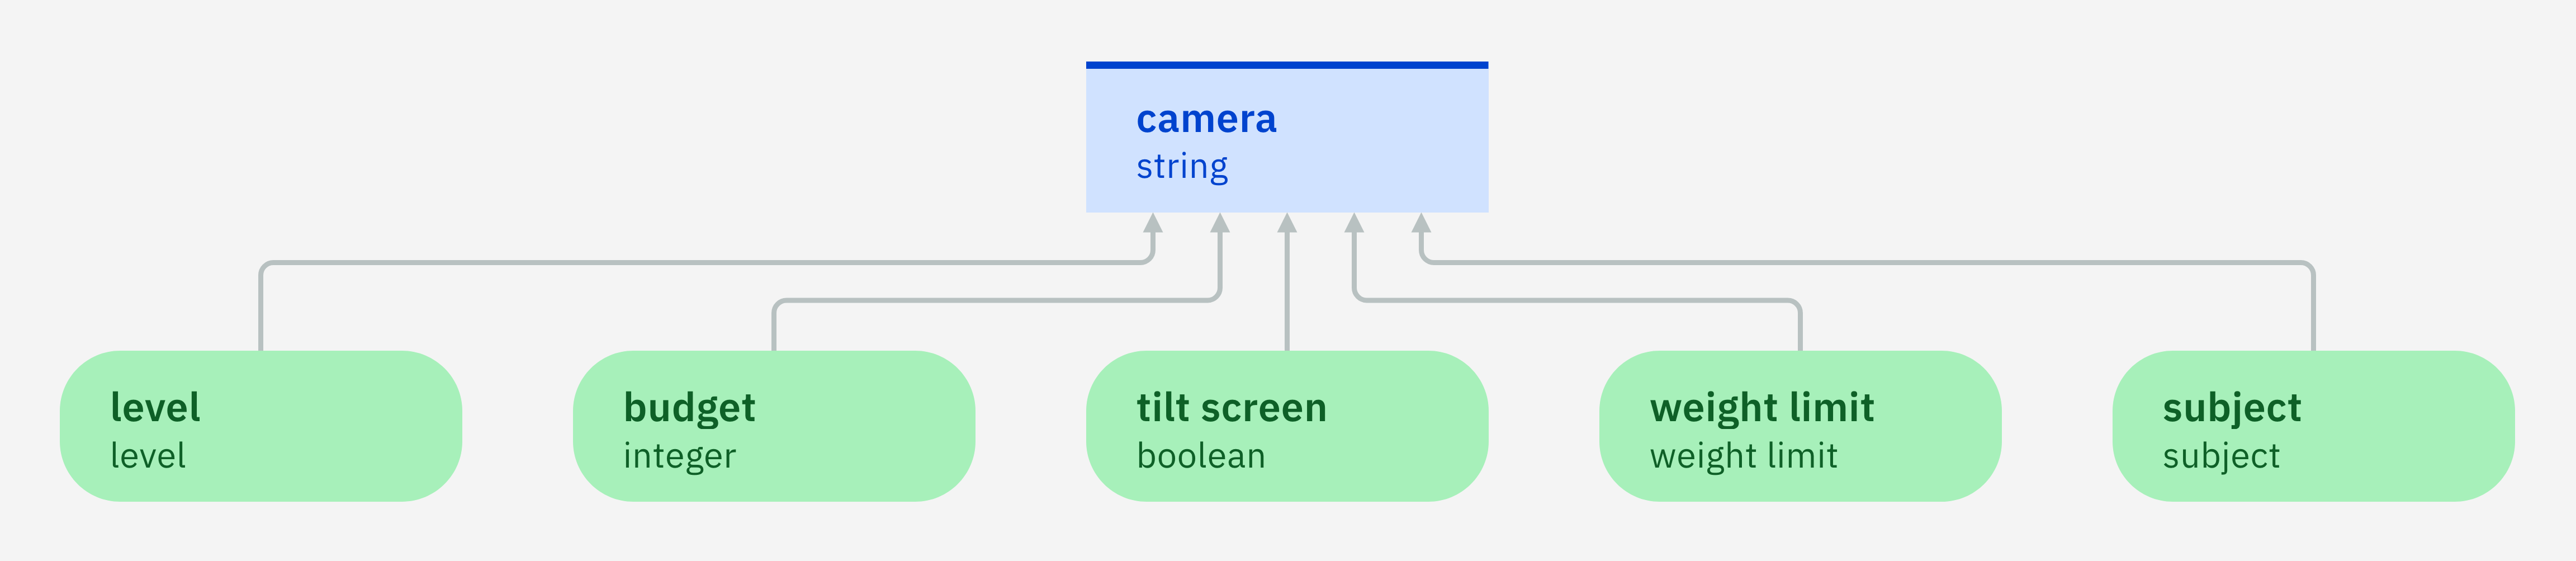 camera
string
level
level
budget
integer
tilt screen
boolean
weight limit
weight limit
subject
subject